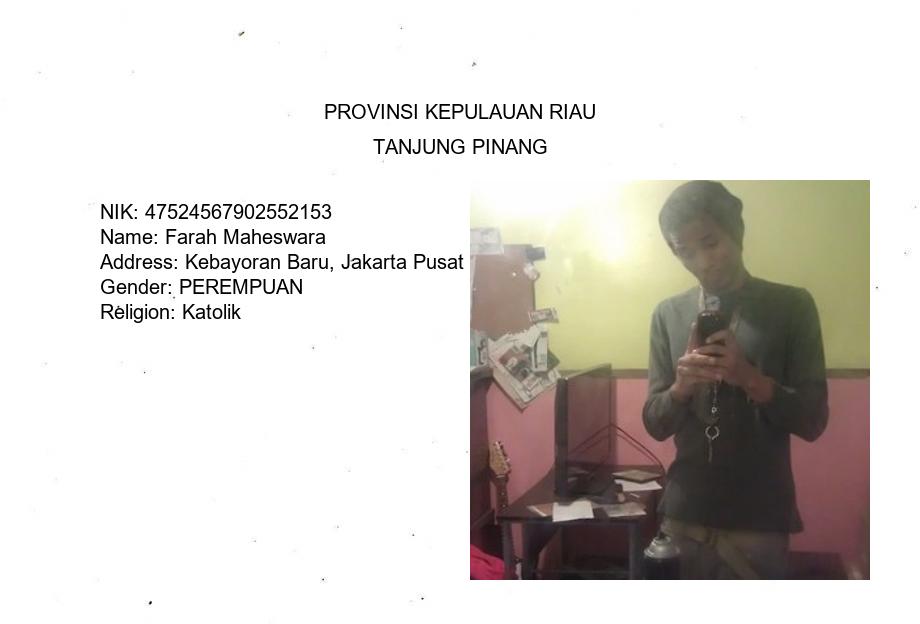 PROVINSI KEPULAUAN RIAU
TANJUNG PINANG
NIK: 47524567902552153
Name: Farah Maheswara
Address: Kebayoran Baru, Jakarta Pusat
Gender: PEREMPUAN
Religion: Katolik